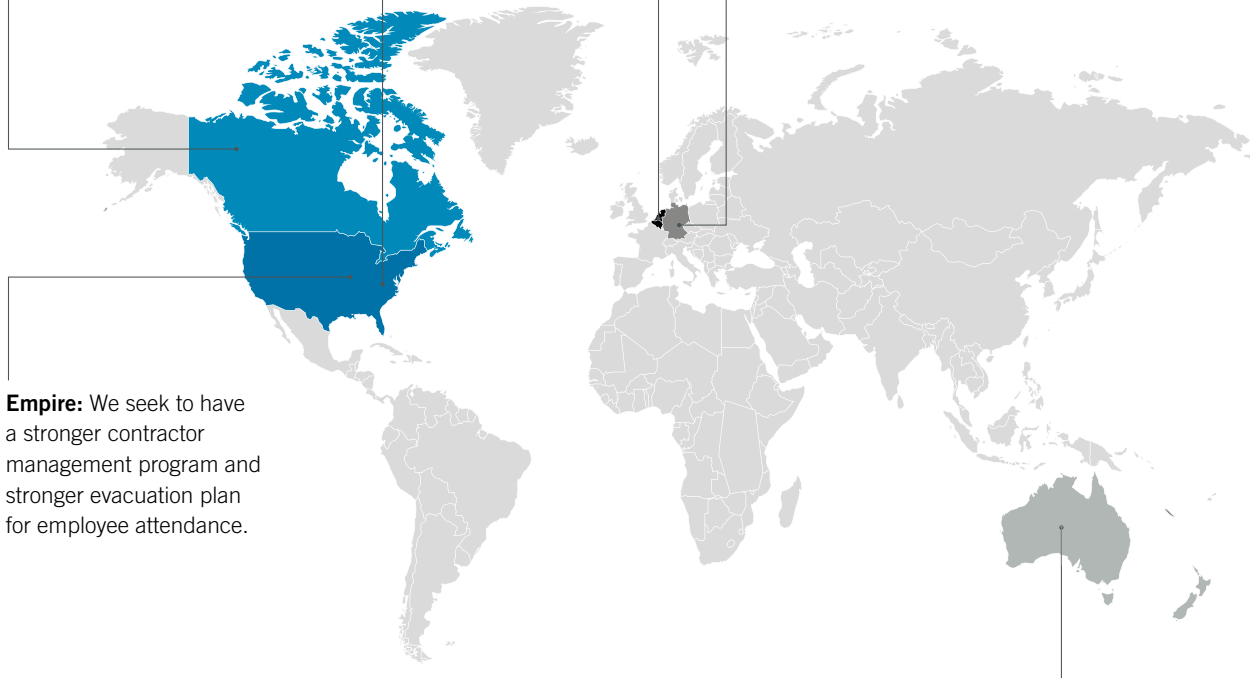 Empire: We seek to have
a stronger contractor
management program and
stronger evacuation plan
for employee attendance.